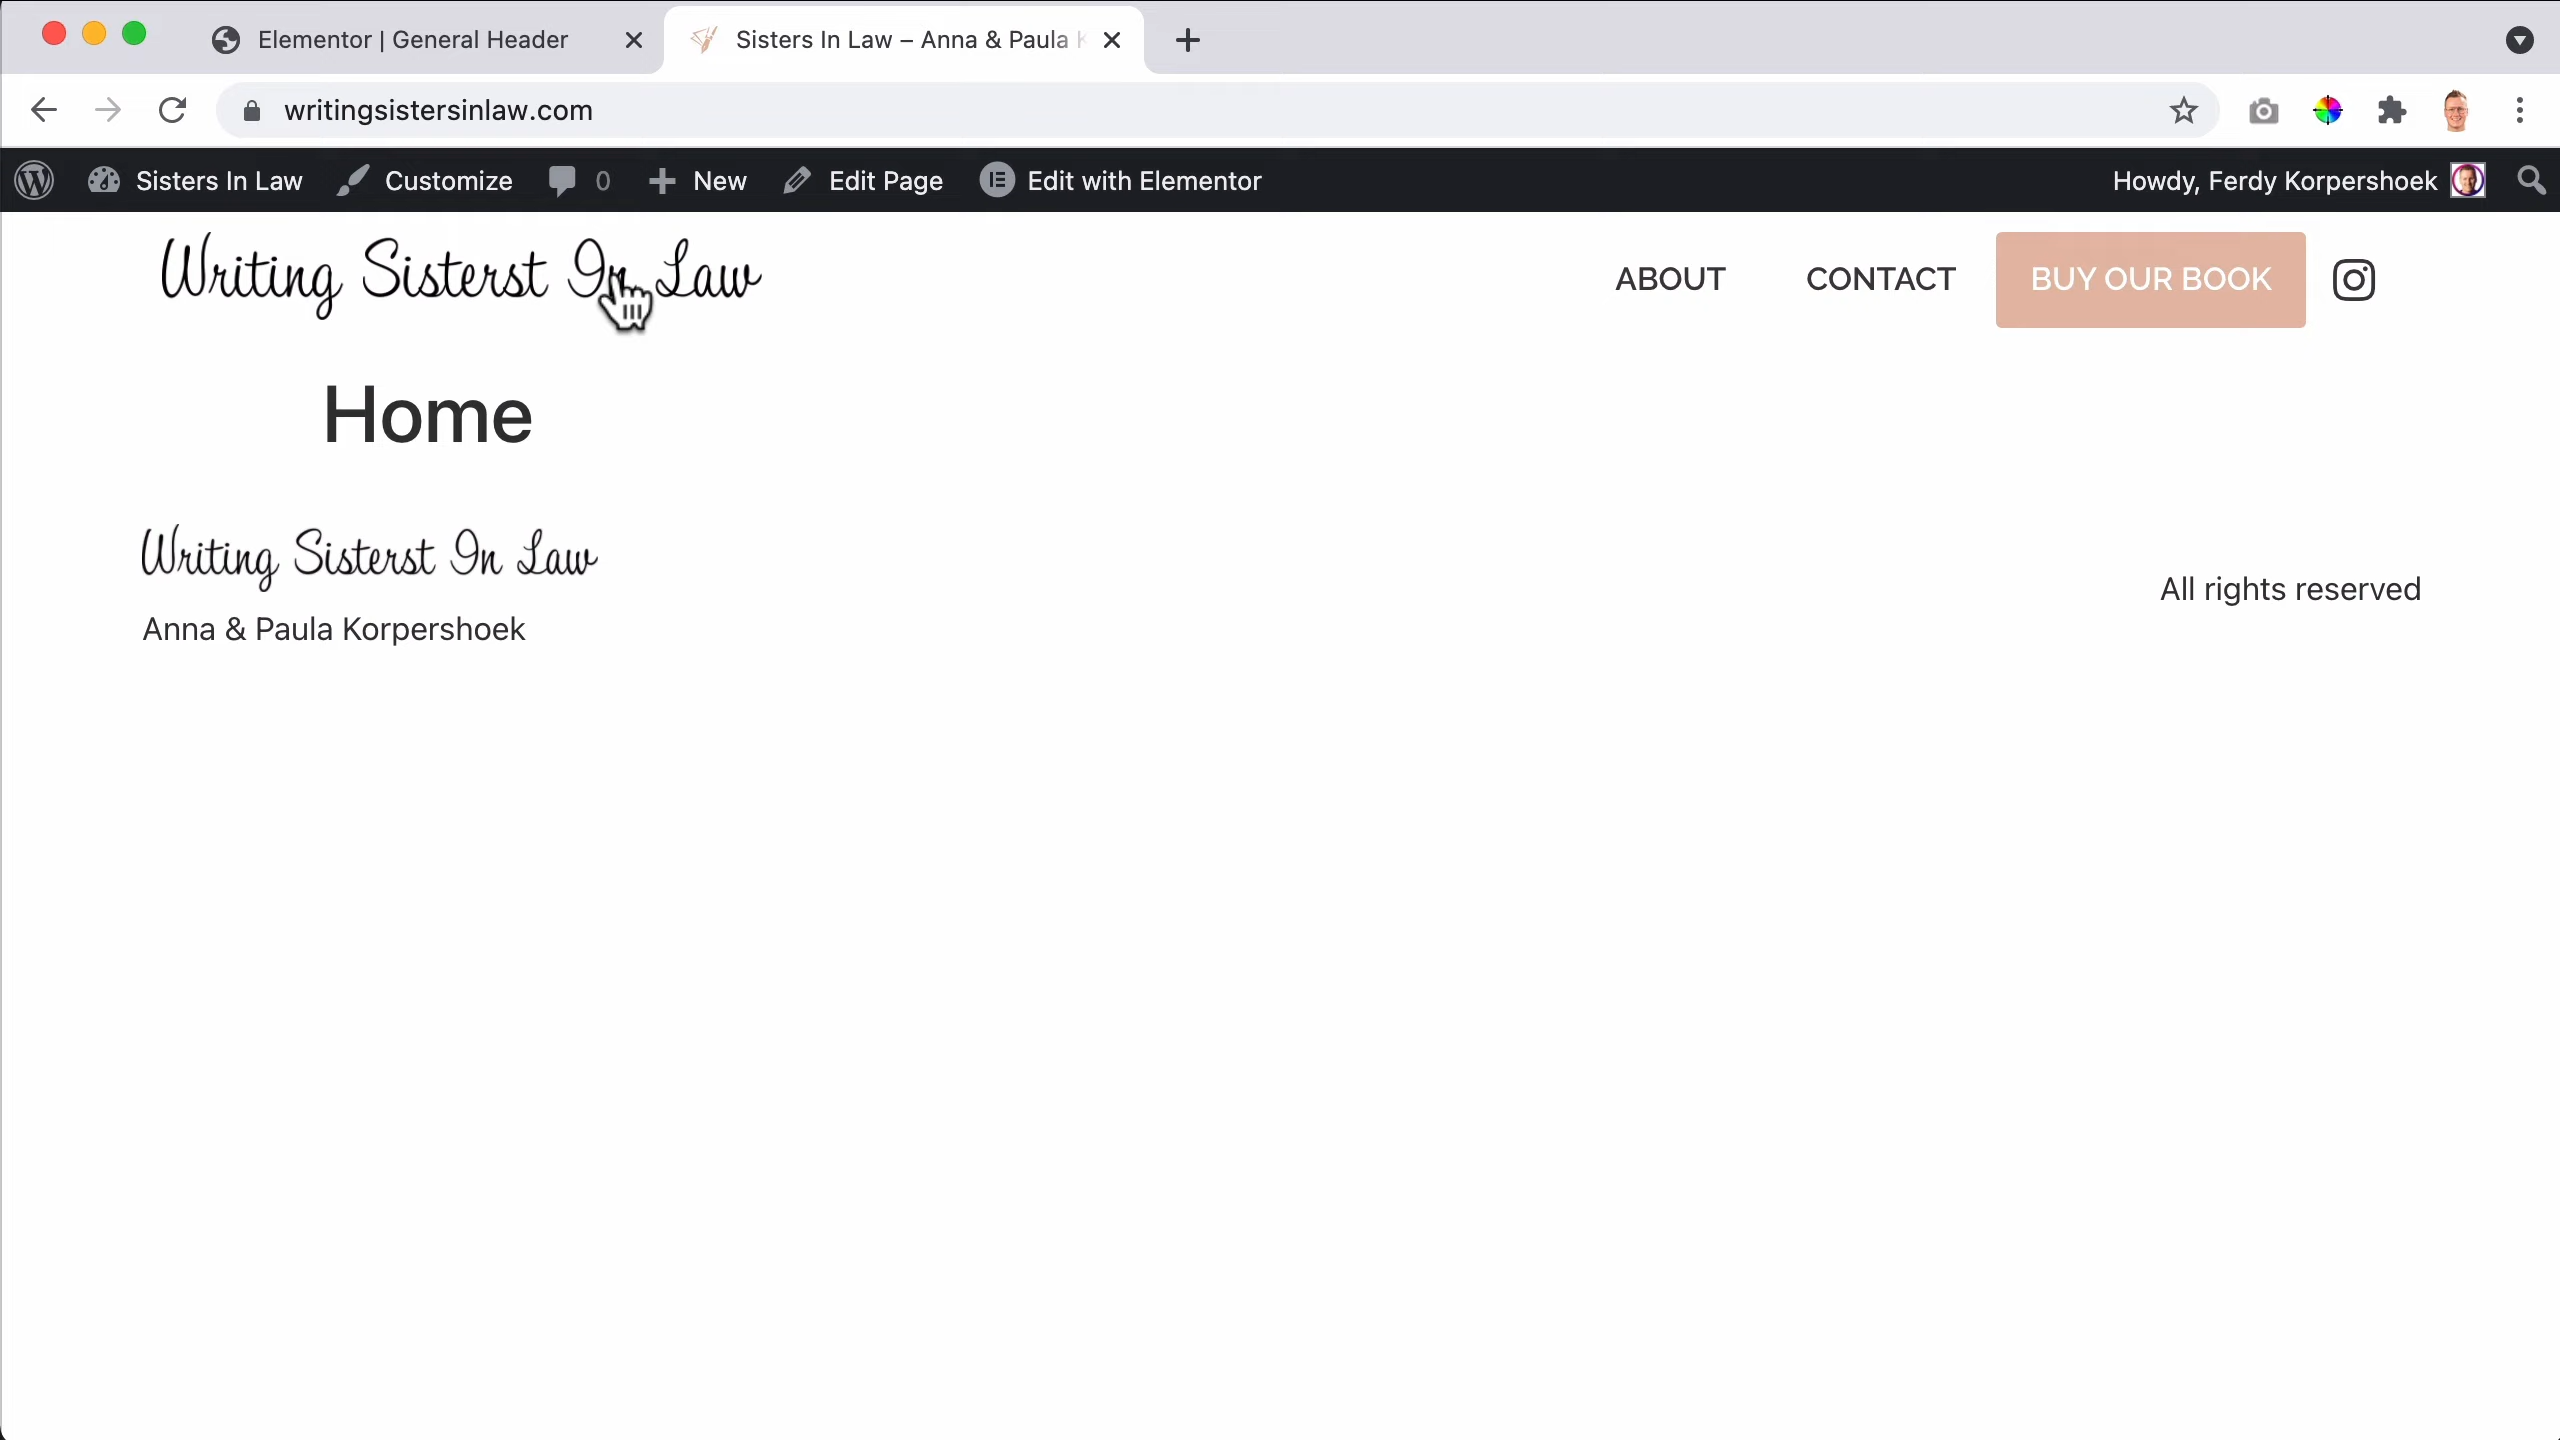 Elementor | General Header
Sisters In Law – Anna & Paula K
writingsistersinlaw.com
Sisters In Law Customize 0 New Edit Page Edit with Elementor Howdy, Ferdy Korpershoek
Writing Sisterst In Law ABOUT CONTACT BUY OUR BOOK
Home
Writing Sisterst In Law
All rights reserved
Anna & Paula Korpershoek